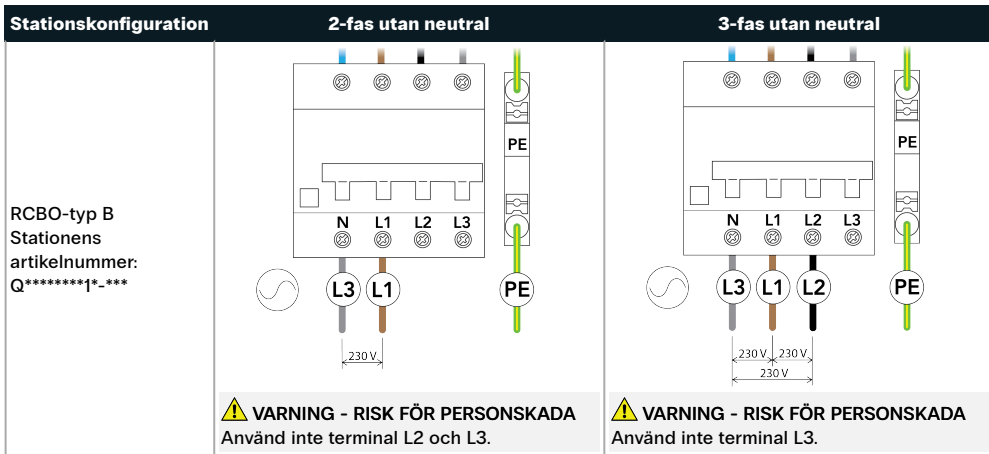 Stationskonfiguration
2-fas utan neutral
3-fas utan neutral
RCBO-typ B
Stationens
artikelnummer:
Q********1*-***
PE
N L1 L2 L3
L3 L1 PE
230 V
VARNING - RISK FÖR PERSONSKADA
Använd inte terminal L2 och L3.
PE
N L1 L2 L3
L3 L1 L2 PE
230 V 230 V
230 V
VARNING - RISK FÖR PERSONSKADA
Använd inte terminal L3.